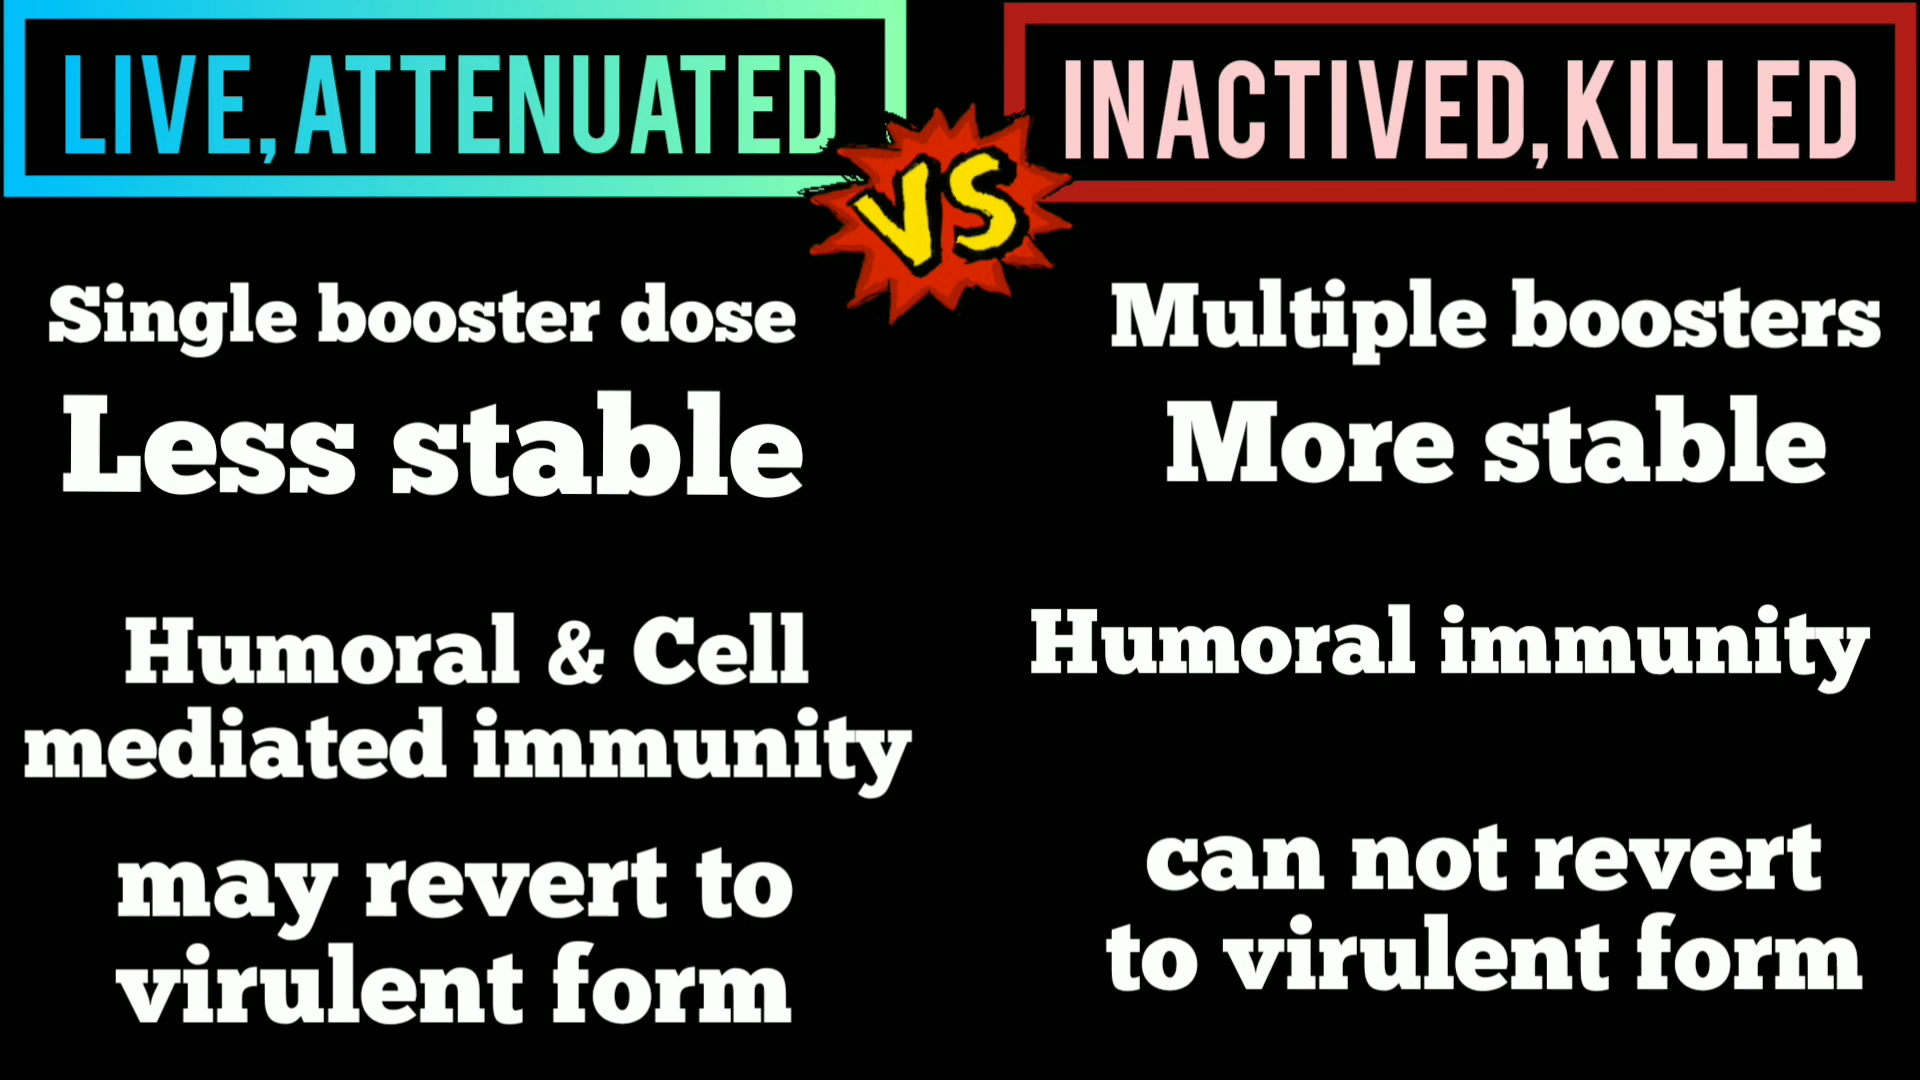 LIVE, ATTENUATED
VS
INACTIVED, KILLED
Single booster dose
Less stable
Humoral & Cell
mediated immunity
may revert to
virulent form
Multiple boosters
More stable
Humoral immunity
can not revert
to virulent form